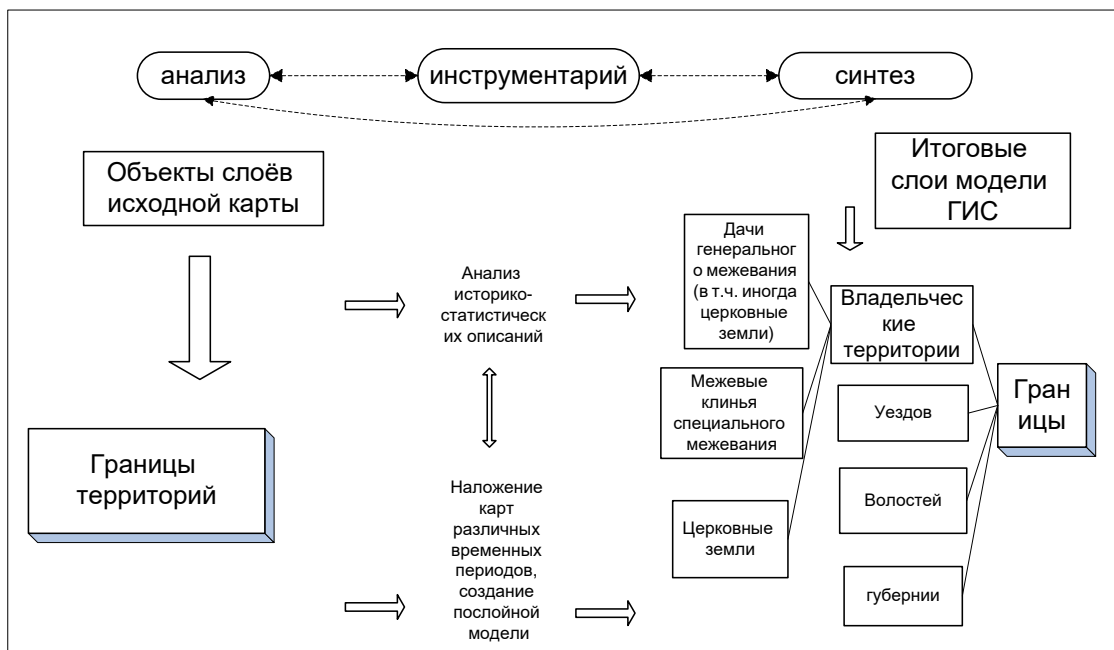 анализ
инструментарий
синтез
Объекты слоёв
исходной карты
Итоговые
слои модели
ГИС
Анализ
историко-
статистическ
их описаний
Дачи
генеральног
о межевания
(в т.ч. иногда
церковные
земли)
Владельчес
кие
территории
Межевые
клинья
специального
межевания
Уездов
Гран
ицы
Границы
территорий
Наложение
карт
различных
временных
периодов,
создание
послойной
модели
Церковные
земли
Волостей
губернии